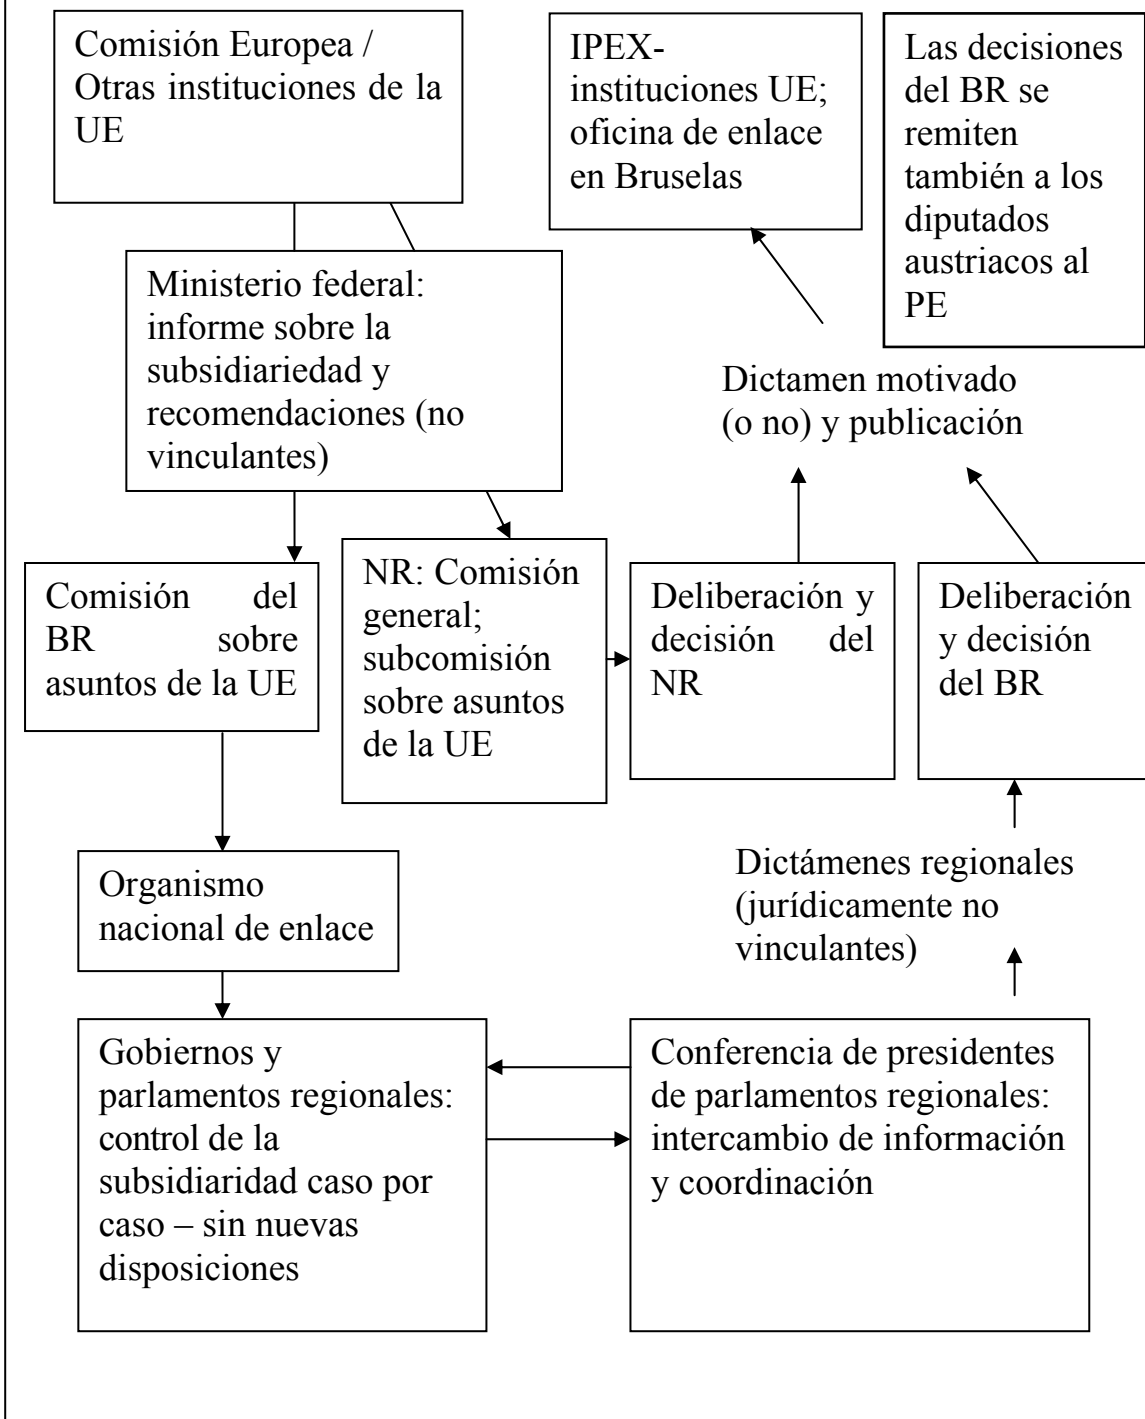 Comisión Europea /
Otras instituciones de la
UE
IPEX-
instituciones UE;
oficina de enlace
en Bruselas
Las decisiones
del BR se
remiten
también a los
diputados
austriacos al
PE
Ministerio federal:
informe sobre la
subsidiariedad y
recomendaciones (no
vinculantes)
Dictamen motivado
(o no) y publicación
Comisión del
BR sobre
asuntos de la UE
NR: Comisión
general;
subcomisión
sobre asuntos
de la UE
Deliberación y
decisión del
NR
Deliberación
y decisión
del BR
Organismo
nacional de enlace
Dictámenes regionales
(jurídicamente no
vinculantes)
Gobiernos y
parlamentos regionales:
control de la
subsidiaridad caso por
caso – sin nuevas
disposiciones
Conferencia de presidentes
de parlamentos regionales:
intercambio de información
y coordinación